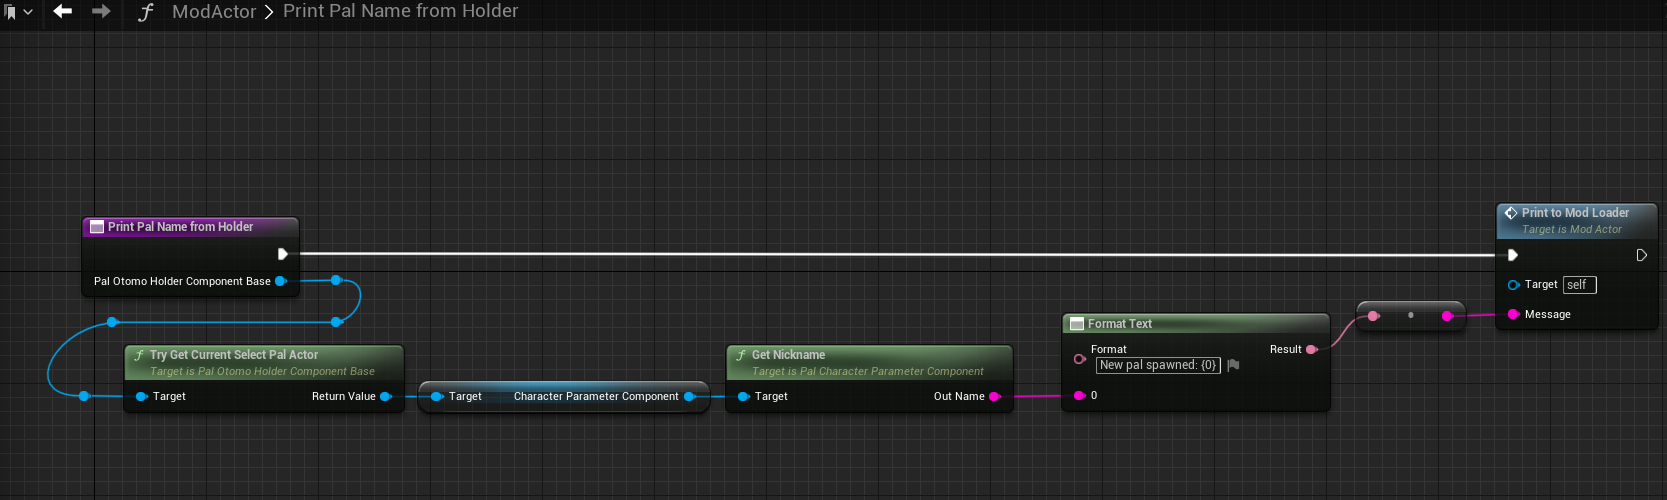 ModActor > Print Pal Name from Holder
Print Pal Name from Holder
Pal Otomo Holder Component Base
Try Get Current Select Pal Actor
Target is Pal Otomo Holder Component Base
Target Return Value
Target Character Parameter Component
Get Nickname
Target is Pal Character Parameter Component
Target Out Name
Format Text
Format Result
New pal spawned: {0}
0
Print to Mod Loader
Target is Mod Actor
Target self
Message